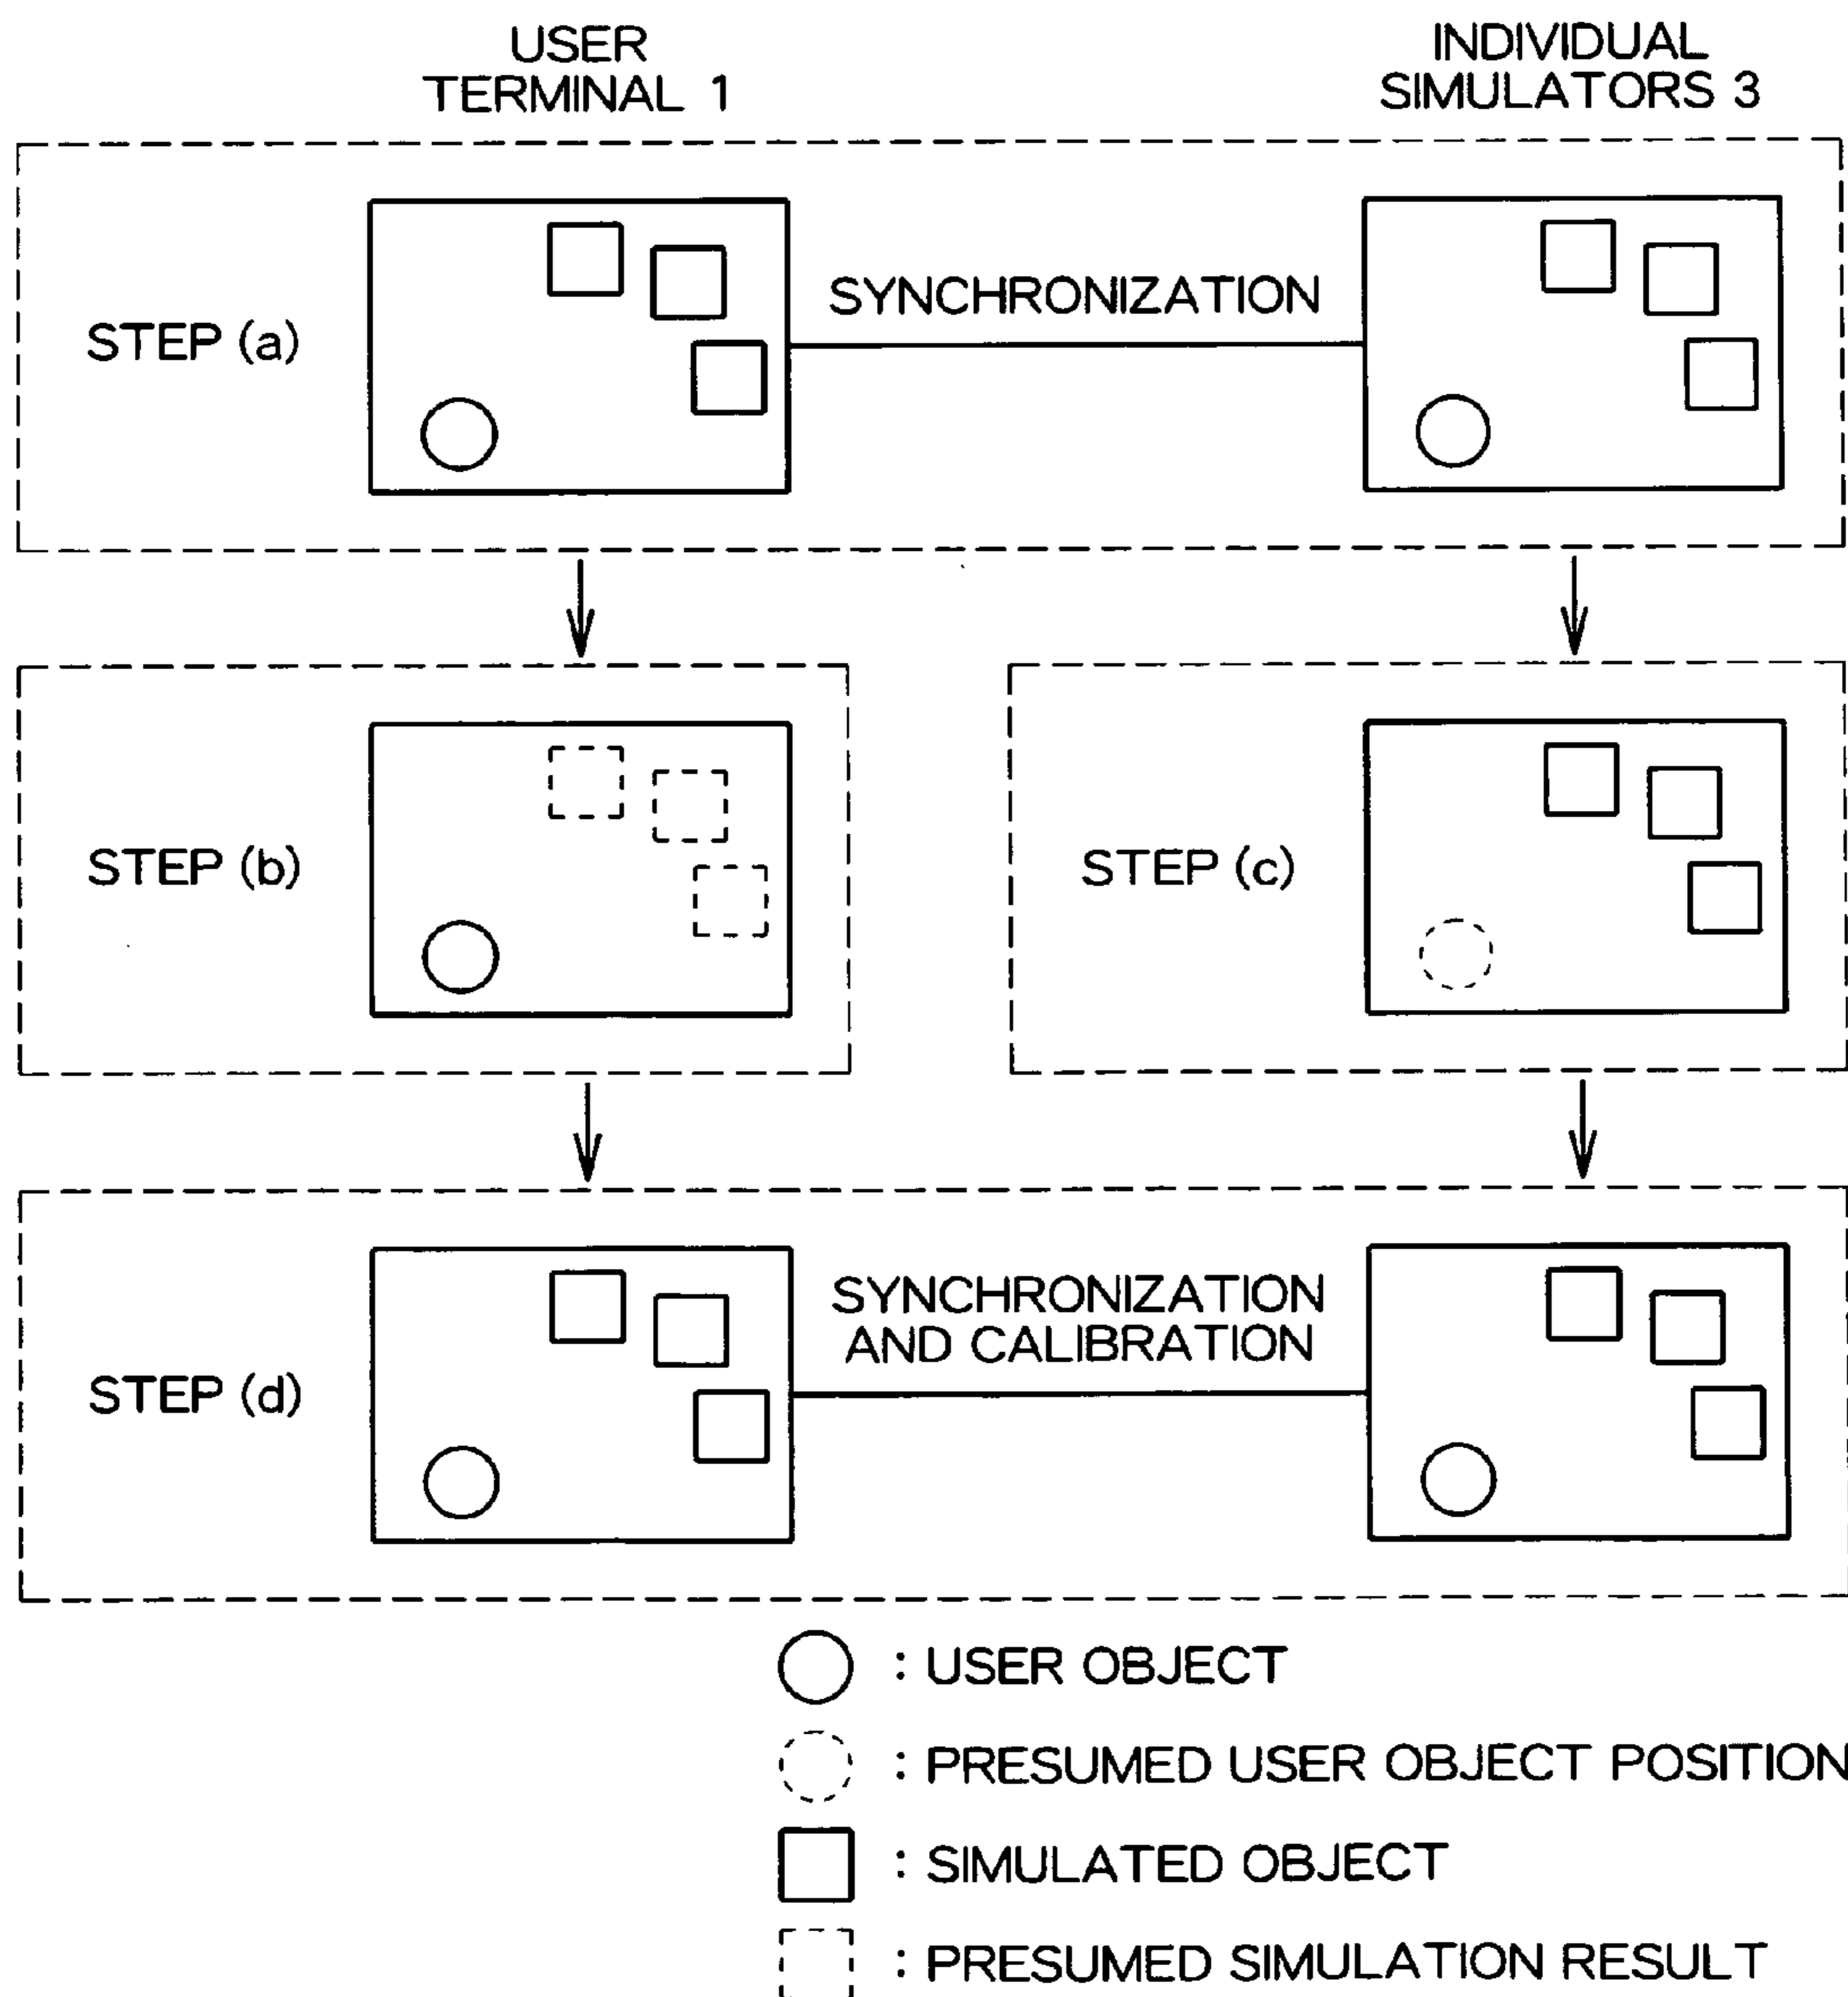 USER
TERMINAL 1
INDIVIDUAL
SIMULATORS 3
STEP (a)
SYNCHRONIZATION
STEP (b)
STEP (c)
STEP (d)
SYNCHRONIZATION
AND CALIBRATION
: USER OBJECT
: PRESUMED USER OBJECT POSITION
: SIMULATED OBJECT
: PRESUMED SIMULATION RESULT